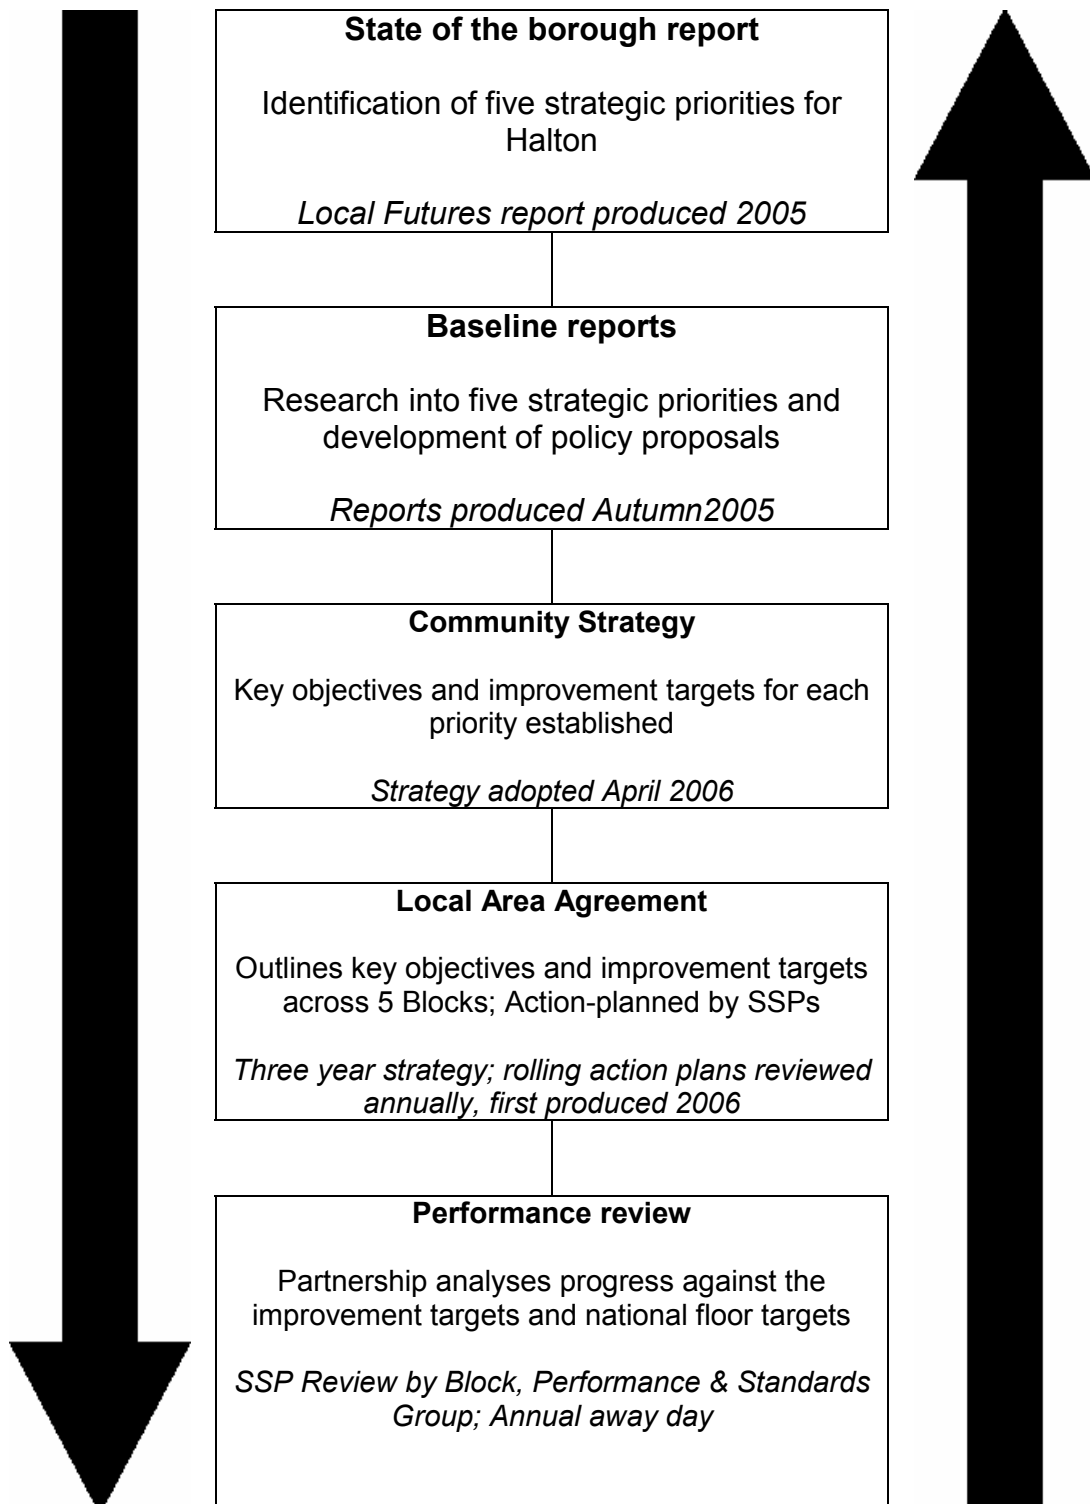 State of the borough report
Identification of five strategic priorities for
Halton
Local Futures report produced 2005
Baseline reports
Research into five strategic priorities and
development of policy proposals
Reports produced Autumn2005
Community Strategy
Key objectives and improvement targets for each
priority established
Strategy adopted April 2006
Local Area Agreement
Outlines key objectives and improvement targets
across 5 Blocks; Action-planned by SSPs
Three year strategy; rolling action plans reviewed
annually, first produced 2006
Performance review
Partnership analyses progress against the
improvement targets and national floor targets
SSP Review by Block, Performance & Standards
Group; Annual away day